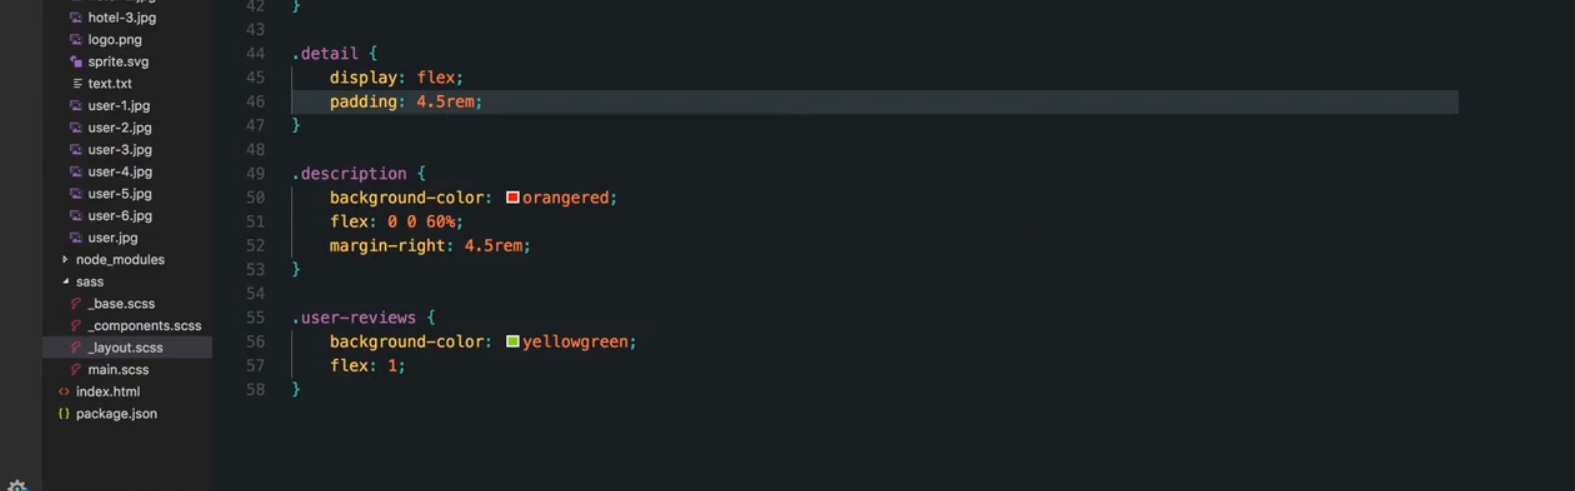 hotel-3.jpg
logo.png
sprite.svg
text.txt
user-1.jpg
user-2.jpg
user-3.jpg
user-4.jpg
user-5.jpg
user-6.jpg
user.jpg
node_modules
sass
_base.scss
_components.scss
_layout.scss
main.scss
index.html
{} package.json
42 }
43
44 .detail {
45 display: flex;
46 padding: 4.5rem;
47 }
48
49 .description {
50 background-color: orangered;
51 flex: 0 0 60%;
52 margin-right: 4.5rem;
53 }
54
55 .user-reviews {
56 background-color: yellowgreen;
57 flex: 1;
58 }